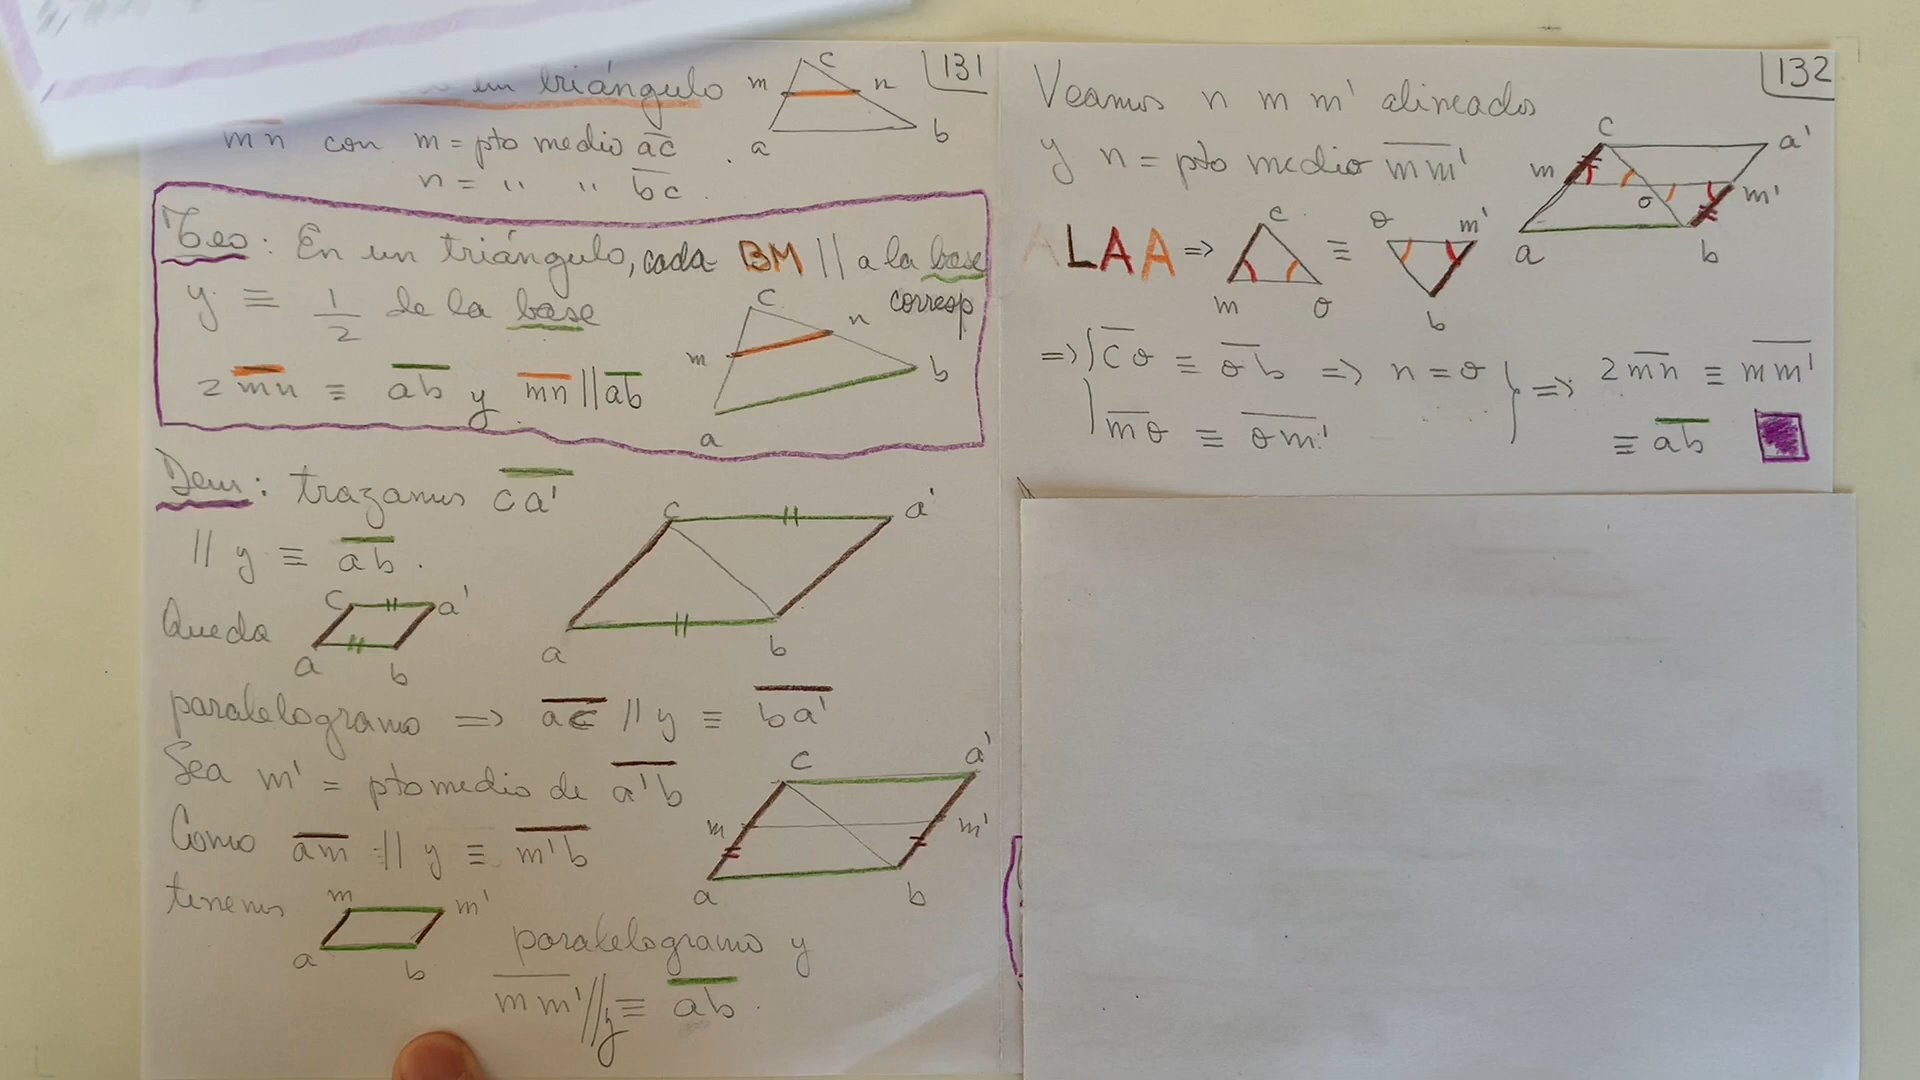 131
un triángulo
m c n a b
mn con m = pto medio ac
n = " " bc.
Teo: En un triángulo, cada BM // a la base
corresp
y ≡ 1/2 de la base
c n m b a
2 mn ≡ ab y mn // ab
Dem: trazamos ca'
// y ≡ ab.
c a' a b
Queda
c a' a b
paralelogramo => ac // y ≡ ba'
Sea m' = pto medio de a'b
c a' m m' a b
Como am // y ≡ m'b
tenemos
m m' a b
paralelogramo y
mm' // y ≡ ab.
132
Veamos n m m' alineados
y n = pto medio mm'
c a' m o m' a b
ALAA => c m o ≡ o m' b
=> co ≡ ob => n = o } => 2mn ≡ mm'
mo ≡ om' ≡ ab